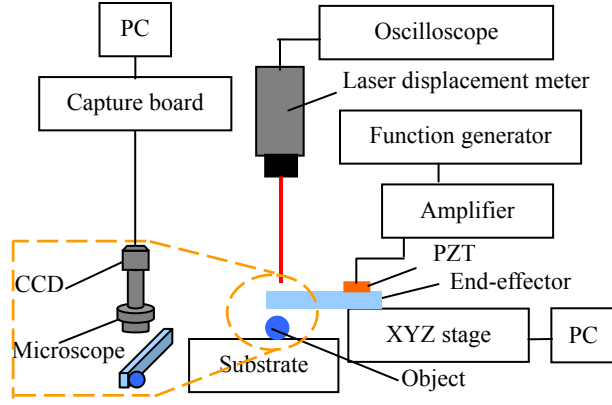 PC
Oscilloscope
Laser displacement meter
Capture board
Function generator
Amplifier
PZT
CCD
End-effector
Microscope
XYZ stage
PC
Substrate
Object